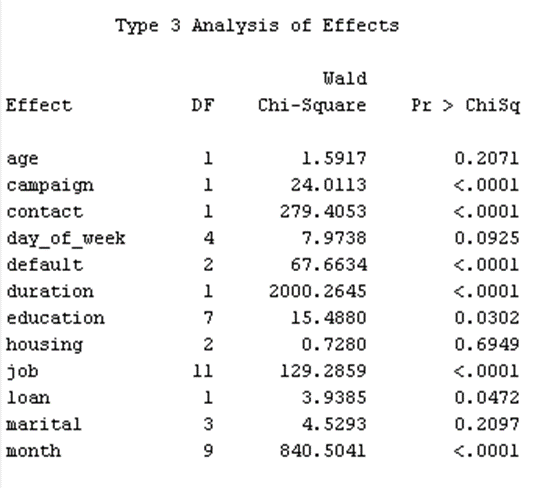 Type 3 Analysis of Effects
Wald
Effect DF Chi-Square Pr > ChiSq
age 1 1.5917 0.2071
campaign 1 24.0113 <.0001
contact 1 279.4053 <.0001
day_of_week 4 7.9738 0.0925
default 2 67.6634 <.0001
duration 1 2000.2645 <.0001
education 7 15.4880 0.0302
housing 2 0.7280 0.6949
job 11 129.2859 <.0001
loan 1 3.9385 0.0472
marital 3 4.5293 0.2097
month 9 840.5041 <.0001